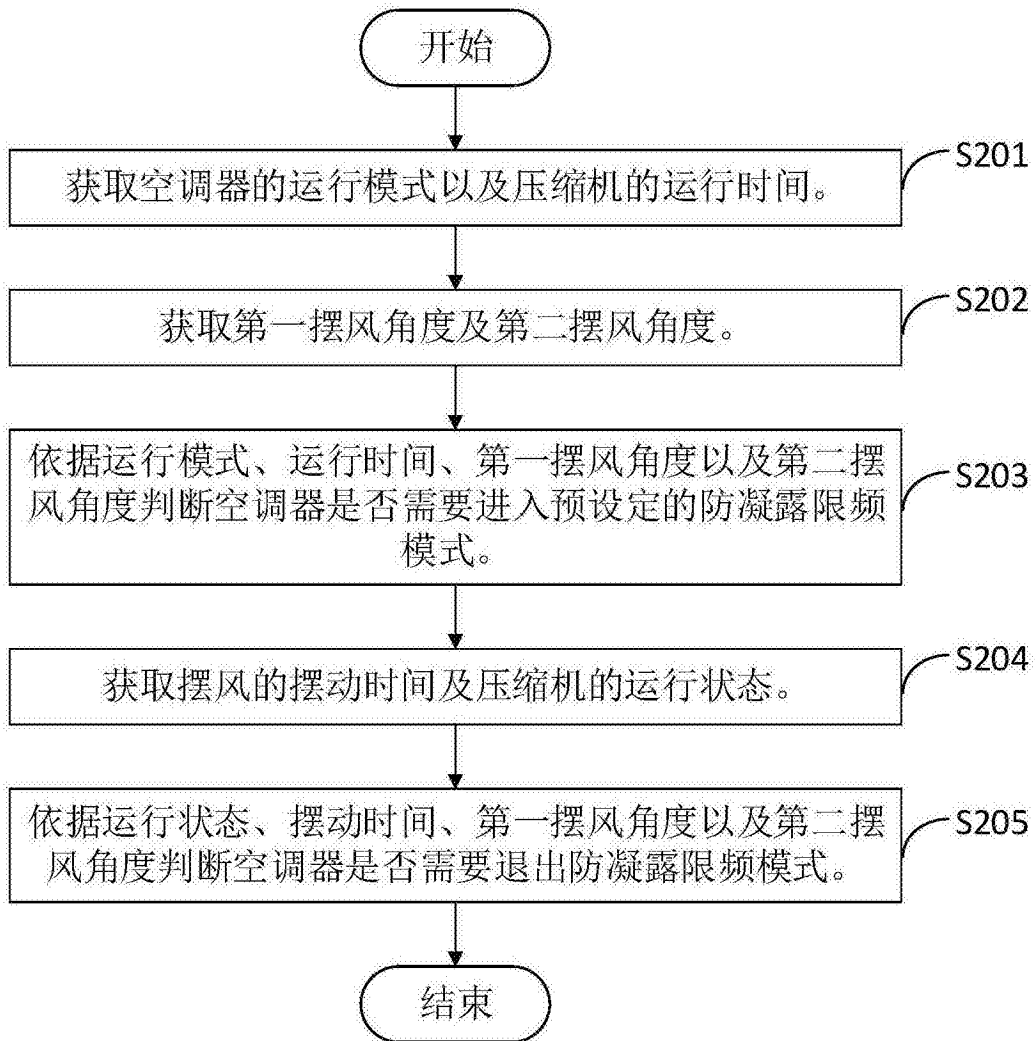 开始
获取空调器的运行模式以及压缩机的运行时间。
S201
获取第一摆风角度及第二摆风角度。
S202
依据运行模式、运行时间、第一摆风角度以及第二摆
风角度判断空调器是否需要进入预设定的防凝露限频
模式。
S203
获取摆风的摆动时间及压缩机的运行状态。
S204
依据运行状态、摆动时间、第一摆风角度以及第二摆
风角度判断空调器是否需要退出防凝露限频模式。
S205
结束